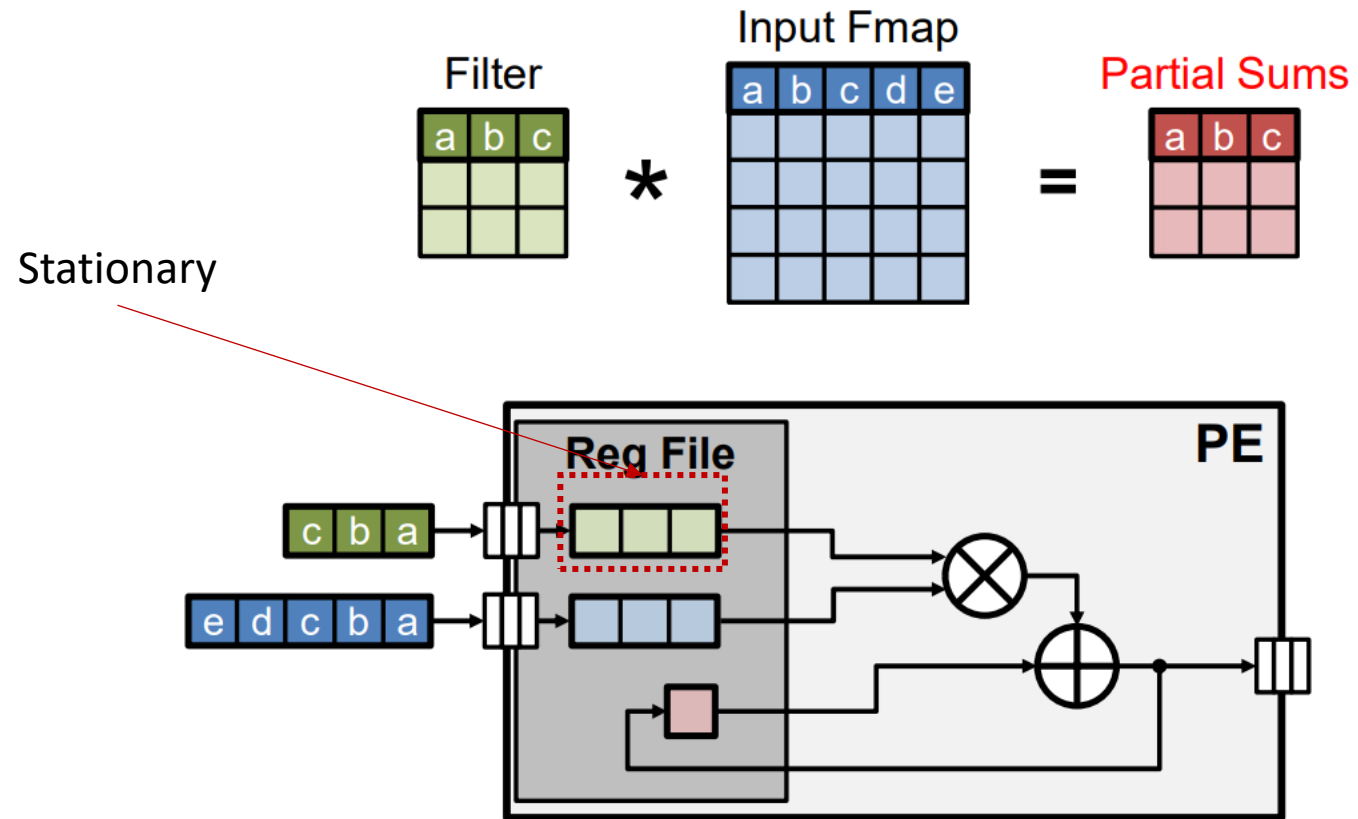 Input Fmap
Filter
Partial Sums
a b c
a b c d e
a b c
*
=
Stationary
Reg File
PE
c b a
e d c b a